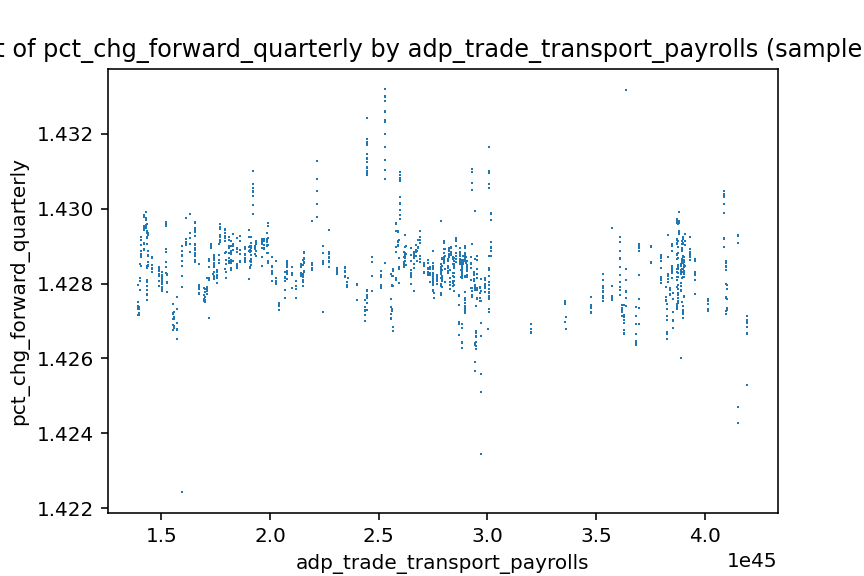 t of pct_chg_forward_quarterly by adp_trade_transport_payrolls (sample
1.432
1.430
1.428
1.426
1.424
1.422
pct_chg_forward_quarterly
1.5 2.0 2.5 3.0 3.5 4.0
1e45
adp_trade_transport_payrolls